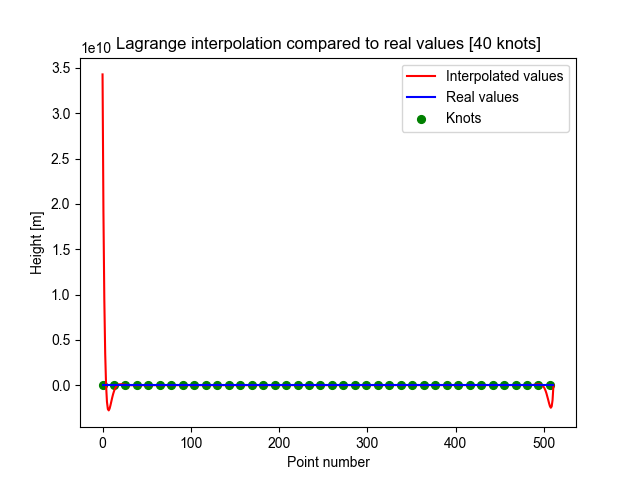 Lagrange interpolation compared to real values [40 knots]
1e10
Interpolated values
Real values
Knots
3.5
3.0
2.5
2.0
1.5
1.0
0.5
0.0
Height [m]
0 100 200 300 400 500
Point number